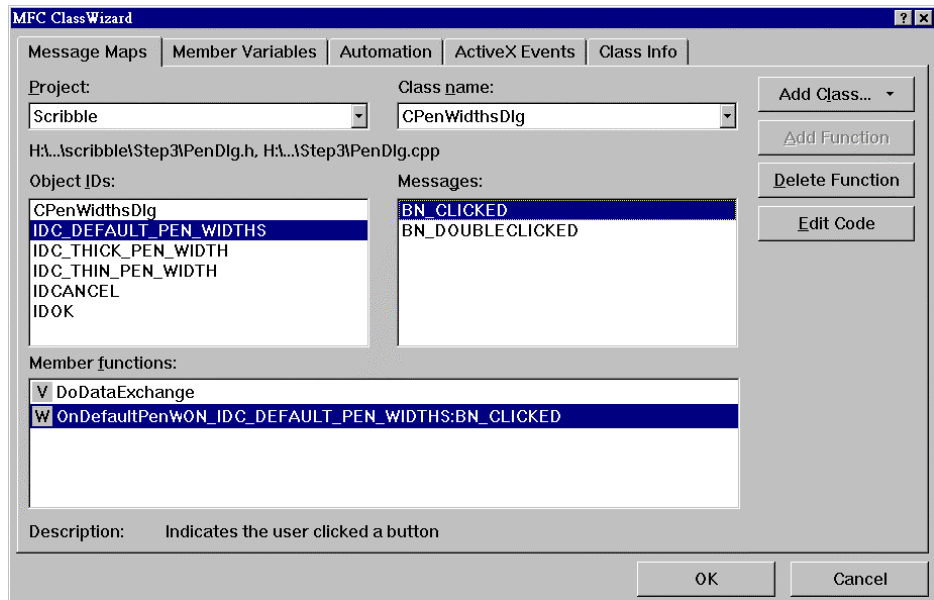 MFC ClassWizard
Message Maps Member Variables Automation ActiveX Events Class Info
Project:
Scribble
Class name:
CPenWidthsDlg
Add Class...
Add Function
Delete Function
Edit Code
H:\...\scribble\Step3\PenDlg.h, H:\...\Step3\PenDlg.cpp
Object IDs:
CPenWidthsDlg
IDC_DEFAULT_PEN_WIDTHS
IDC_THICK_PEN_WIDTH
IDC_THIN_PEN_WIDTH
IDCANCEL
IDOK
Messages:
BN_CLICKED
BN_DOUBLECLICKED
Member functions:
V DoDataExchange
W OnDefaultPenWON_IDC_DEFAULT_PEN_WIDTHS:BN_CLICKED
Description: Indicates the user clicked a button
OK Cancel